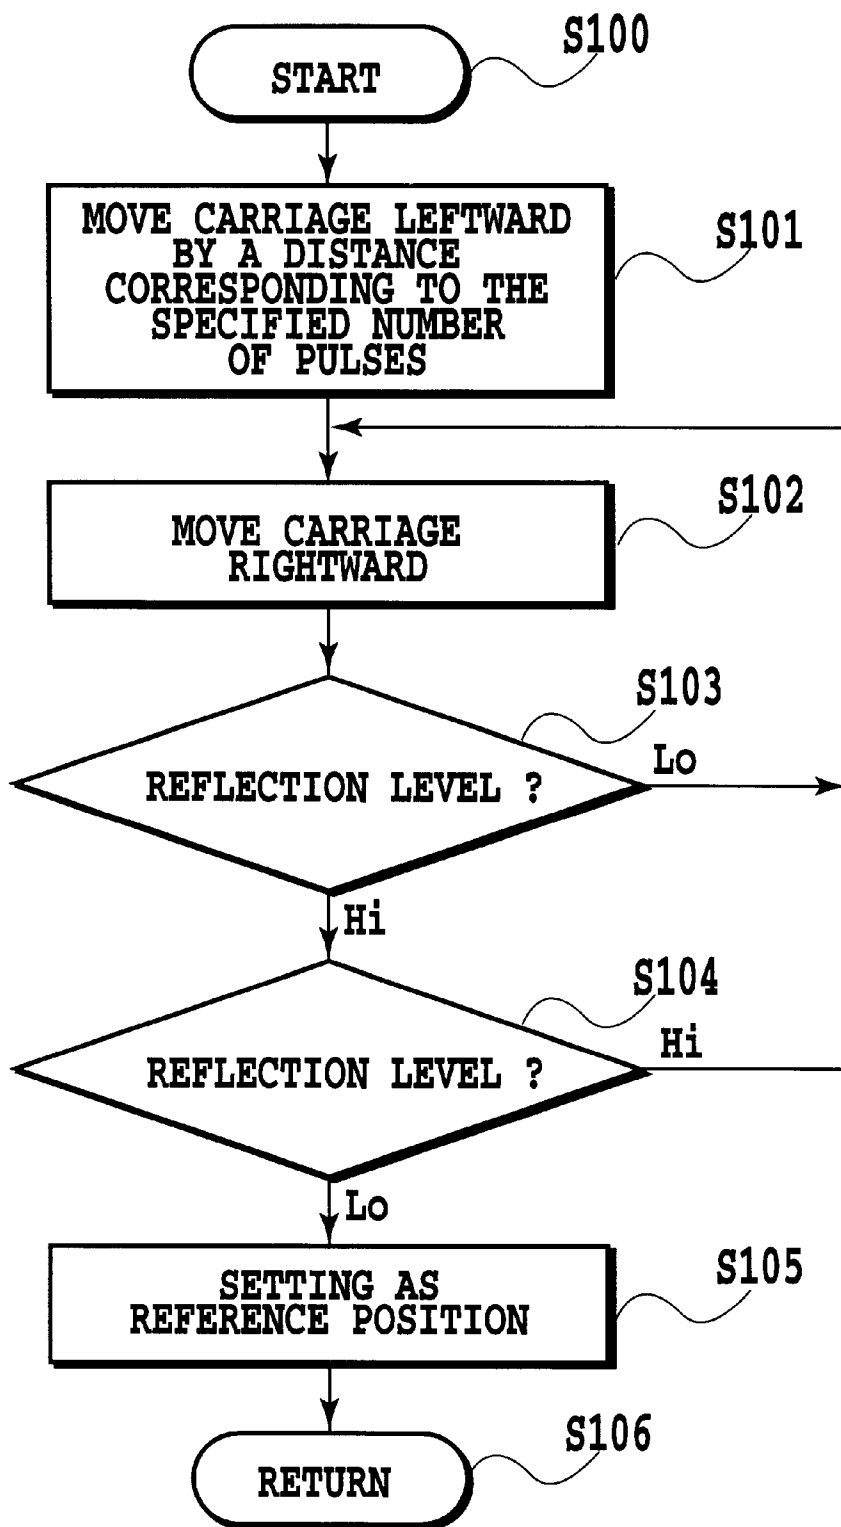 S100
START
MOVE CARRIAGE LEFTWARD
BY A DISTANCE
CORRESPONDING TO THE
SPECIFIED NUMBER
OF PULSES
S101
S102
MOVE CARRIAGE
RIGHTWARD
S103
Lo
REFLECTION LEVEL ?
Hi
S104
Hi
REFLECTION LEVEL ?
Lo
SETTING AS
REFERENCE POSITION
S105
S106
RETURN